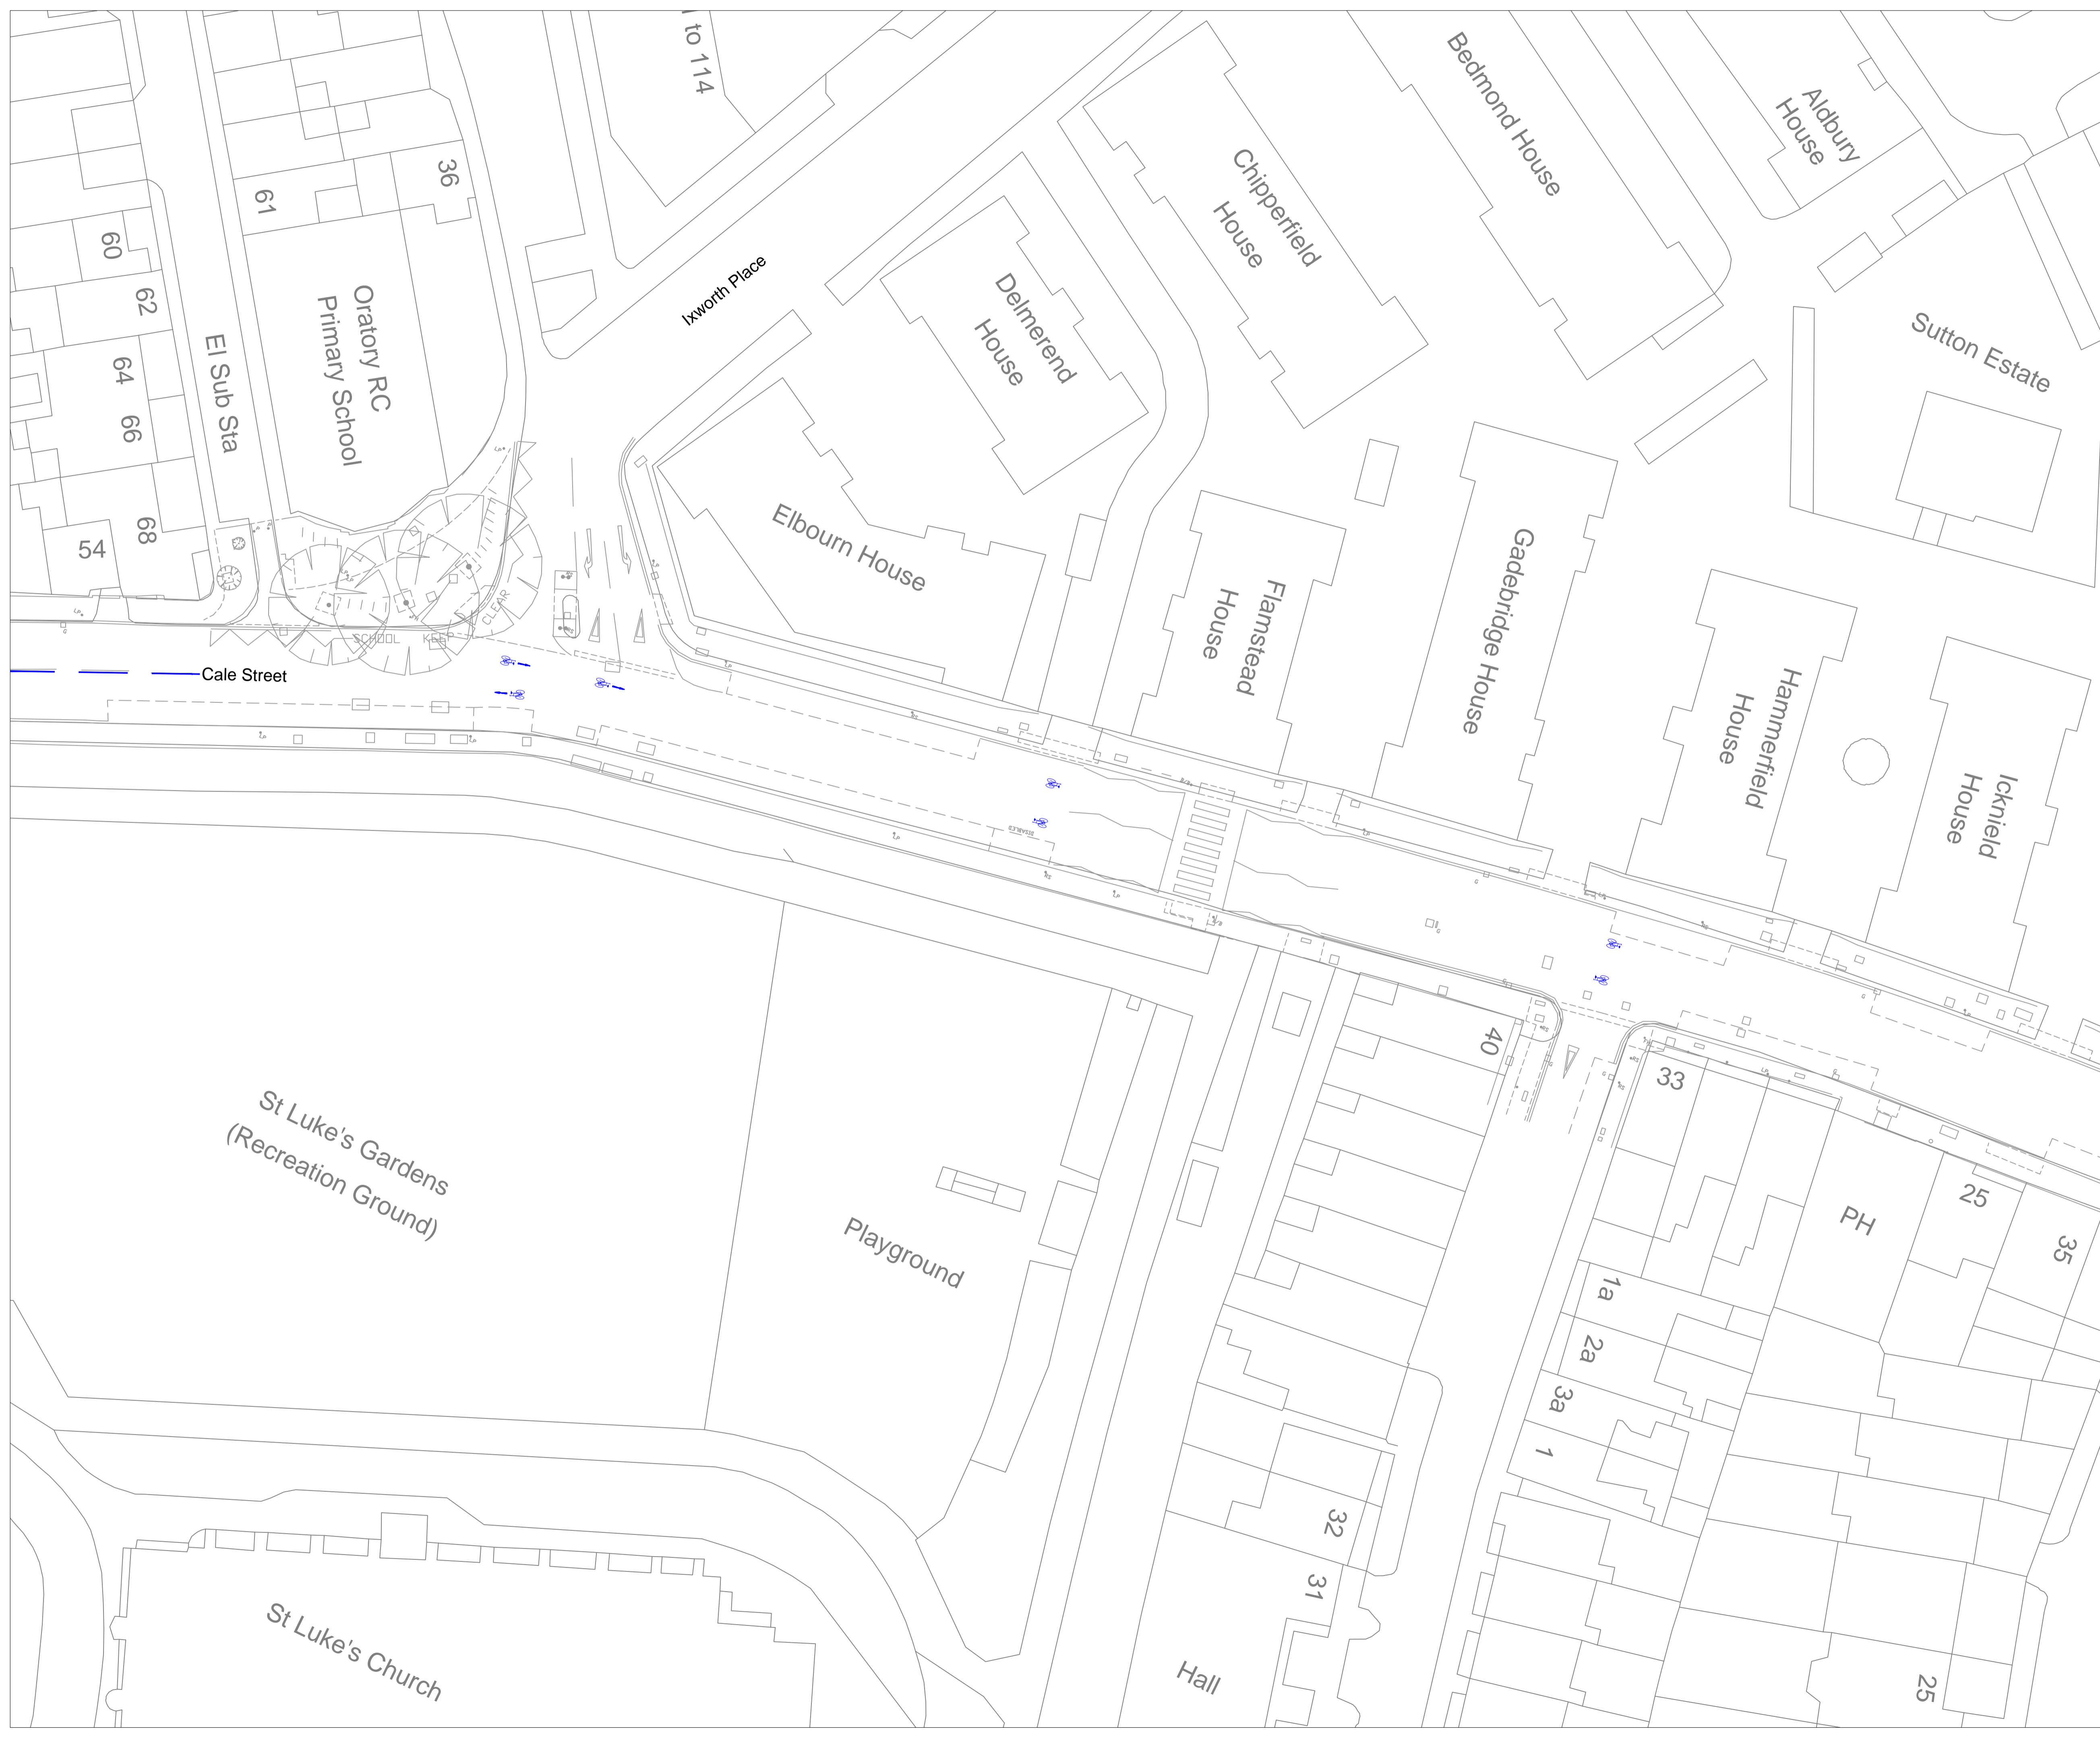 to 114
Bedmond House
Aldbury
House
36
61
Chipperfield
House
60
Ixworth Place
Delmerend
House
62
Oratory RC
Primary School
Sutton Estate
El Sub Sta
64
66
Elbourn House
68
54
Flamstead
House
Gadebridge House
Hammerfield
House
Icknield
House
CLEAR
SCHOOL KEEP
Cale Street
DISABLED
40
33
St Luke's Gardens
(Recreation Ground)
Playground
PH
25
35
1a
2a
3a
1
32
31
St Luke's Church
Hall
25